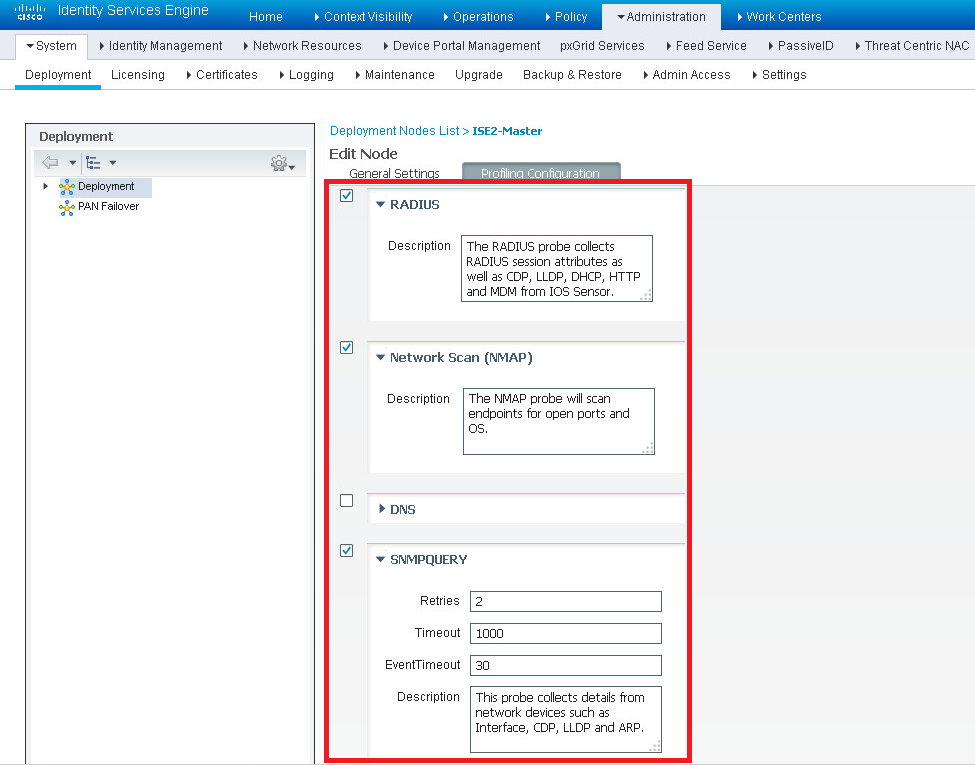 cisco Identity Services Engine Home Context Visibility Operations Policy Administration Work Centers
System Identity Management Network Resources Device Portal Management pxGrid Services Feed Service PassiveID Threat Centric NAC
Deployment Licensing Certificates Logging Maintenance Upgrade Backup & Restore Admin Access Settings
Deployment
Deployment
PAN Failover
Deployment Nodes List > ISE2-Master
Edit Node
General Settings Profiling Configuration
RADIUS
Description The RADIUS probe collects
RADIUS session attributes as
well as CDP, LLDP, DHCP, HTTP
and MDM from IOS Sensor.
Network Scan (NMAP)
Description The NMAP probe will scan
endpoints for open ports and
OS.
DNS
SNMPQUERY
Retries 2
Timeout 1000
EventTimeout 30
Description This probe collects details from
network devices such as
Interface, CDP, LLDP and ARP.